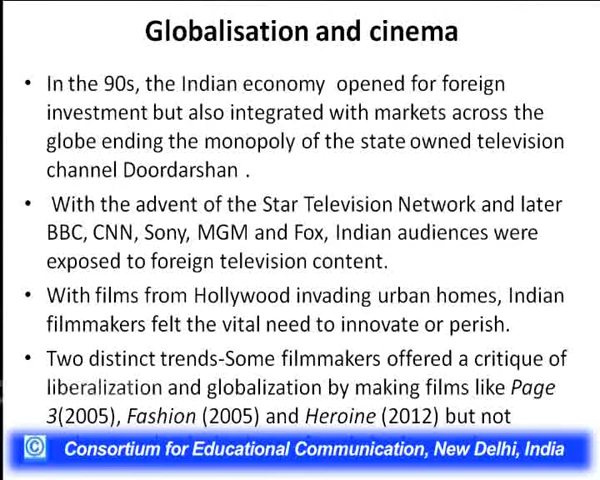 Globalisation and cinema
• In the 90s, the Indian economy opened for foreign
investment but also integrated with markets across the
globe ending the monopoly of the state owned television
channel Doordarshan .
• With the advent of the Star Television Network and later
BBC, CNN, Sony, MGM and Fox, Indian audiences were
exposed to foreign television content.
• With films from Hollywood invading urban homes, Indian
filmmakers felt the vital need to innovate or perish.
• Two distinct trends-Some filmmakers offered a critique of
liberalization and globalization by making films like Page
3(2005), Fashion (2005) and Heroine (2012) but not
© Consortium for Educational Communication, New Delhi, India